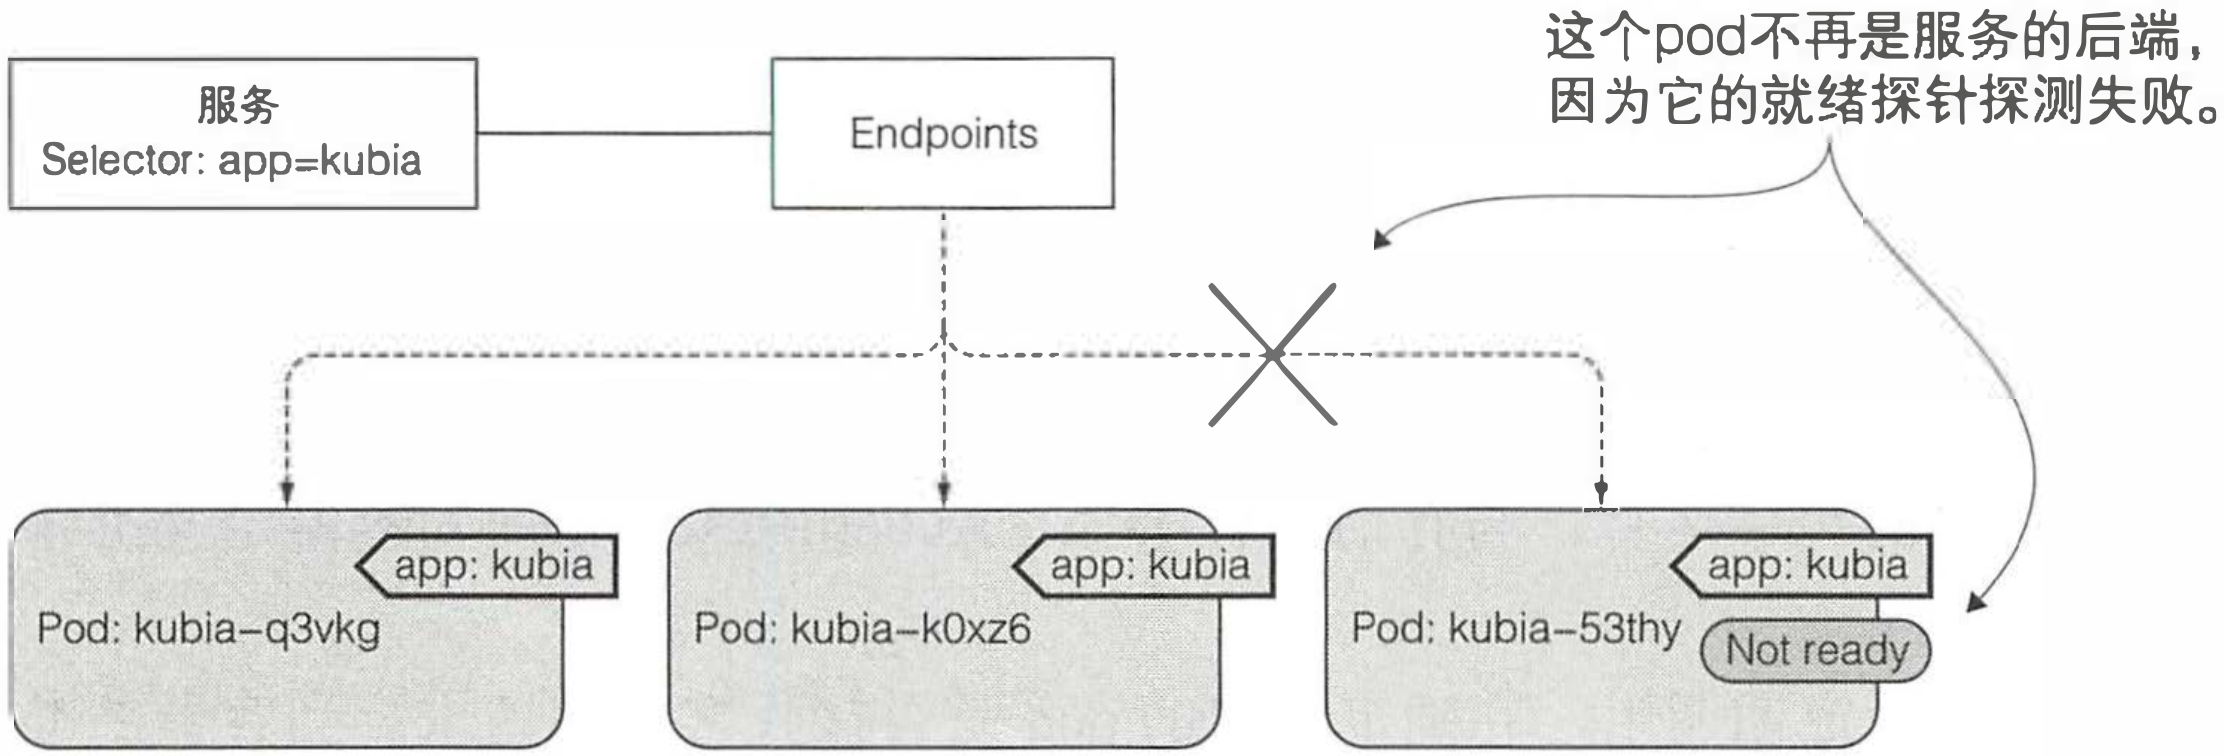 这个pod不再是服务的后端，
因为它的就绪探针探测失败。
服务
Selector: app=kubia
Endpoints
app: kubia
Pod: kubia–q3vkg
app: kubia
Pod: kubia–k0xz6
app: kubia
Pod: kubia–53thy
Not ready